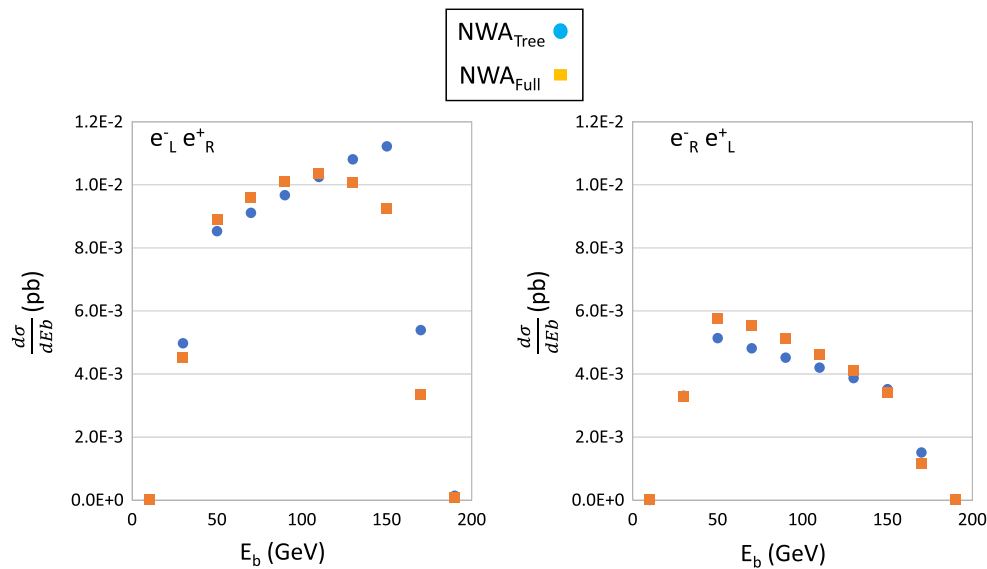 NWA_Tree
NWA_Full
e⁻_L e⁺_R
1.2E-2
1.0E-2
8.0E-3
6.0E-3
4.0E-3
2.0E-3
0.0E+0
dσ/dEb (pb)
0 50 100 150 200
E_b (GeV)
e⁻_R e⁺_L
1.2E-2
1.0E-2
8.0E-3
6.0E-3
4.0E-3
2.0E-3
0.0E+0
dσ/dEb (pb)
0 50 100 150 200
E_b (GeV)